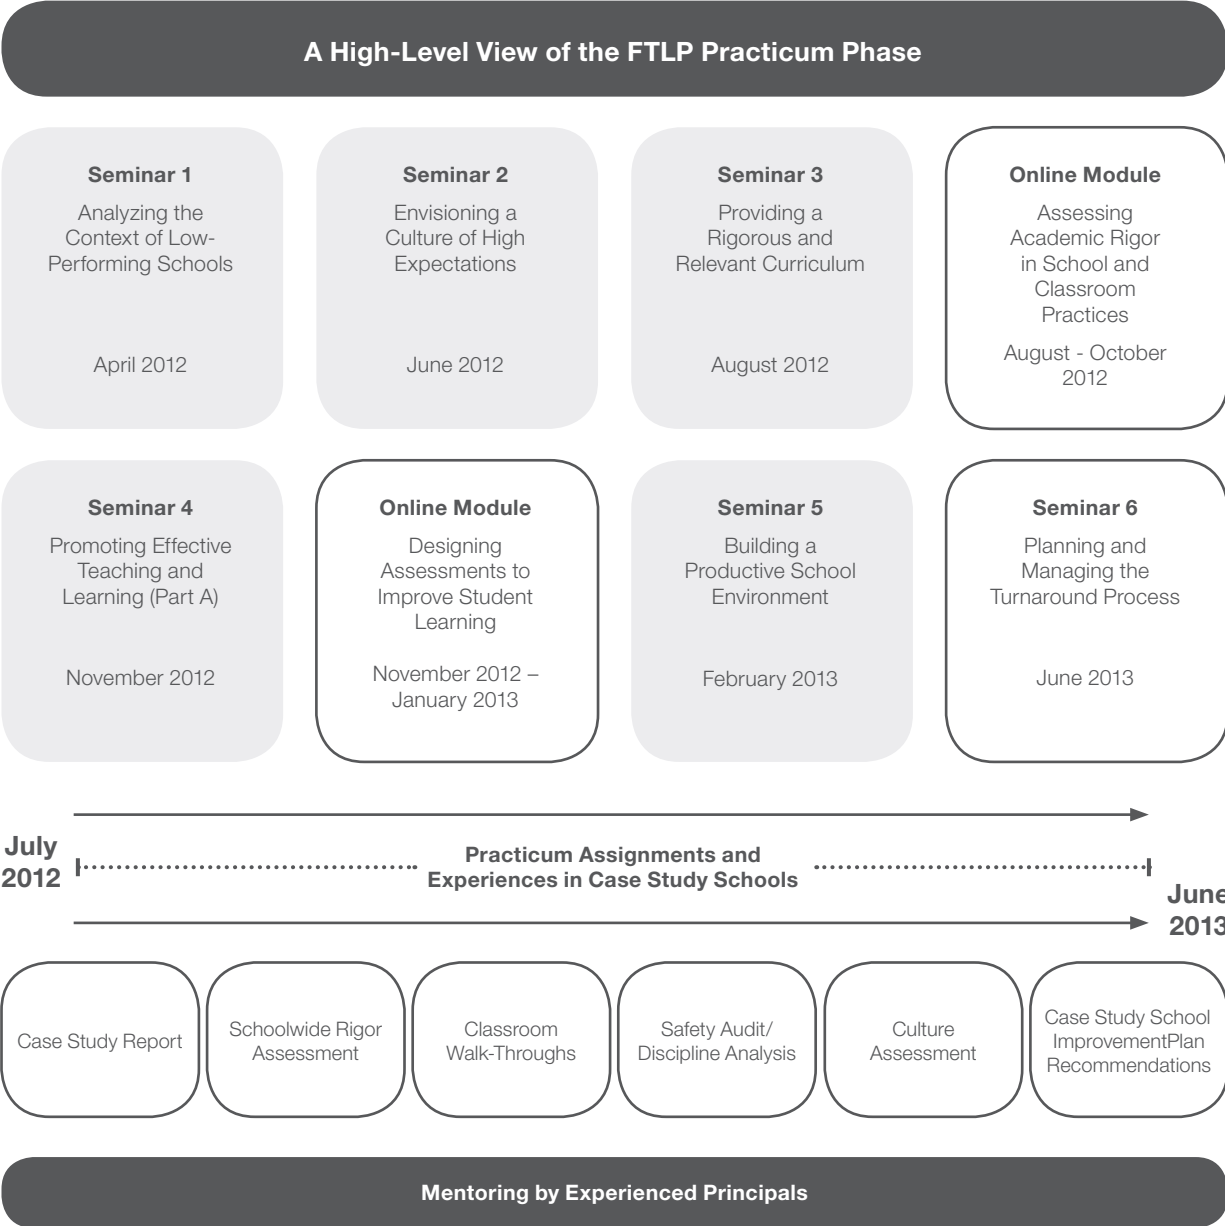 A High-Level View of the FTLP Practicum Phase
Seminar 1
Analyzing the
Context of Low-
Performing Schools
April 2012
Seminar 2
Envisioning a
Culture of High
Expectations
June 2012
Seminar 3
Providing a
Rigorous and
Relevant Curriculum
August 2012
Online Module
Assessing
Academic Rigor
in School and
Classroom
Practices
August - October
2012
Seminar 4
Promoting Effective
Teaching and
Learning (Part A)
November 2012
Online Module
Designing
Assessments to
Improve Student
Learning
November 2012 –
January 2013
Seminar 5
Building a
Productive School
Environment
February 2013
Seminar 6
Planning and
Managing the
Turnaround Process
June 2013
July
2012
Practicum Assignments and
Experiences in Case Study Schools
June
2013
Case Study Report
Schoolwide Rigor
Assessment
Classroom
Walk-Throughs
Safety Audit/
Discipline Analysis
Culture
Assessment
Case Study School
ImprovementPlan
Recommendations
Mentoring by Experienced Principals